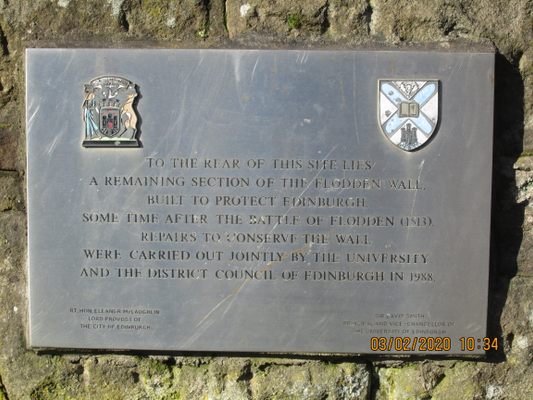 TO THE REAR OF THIS SITE LIES
A REMAINING SECTION OF THE FLODDEN WALL,
BUILT TO PROTECT EDINBURGH,
SOME TIME AFTER THE BATTLE OF FLODDEN (1513).
REPAIRS TO CONSERVE THE WALL
WERE CARRIED OUT JOINTLY BY THE UNIVERSITY
AND THE DISTRICT COUNCIL OF EDINBURGH IN 1988.
RT. HON. ELEANOR McLAUGHLIN
LORD PROVOST OF
THE CITY OF EDINBURGH
SIR DAVID SMITH
AND VICE-CHANCELLOR OF
THE UNIVERSITY OF EDINBURGH
03/02/2020 10:34